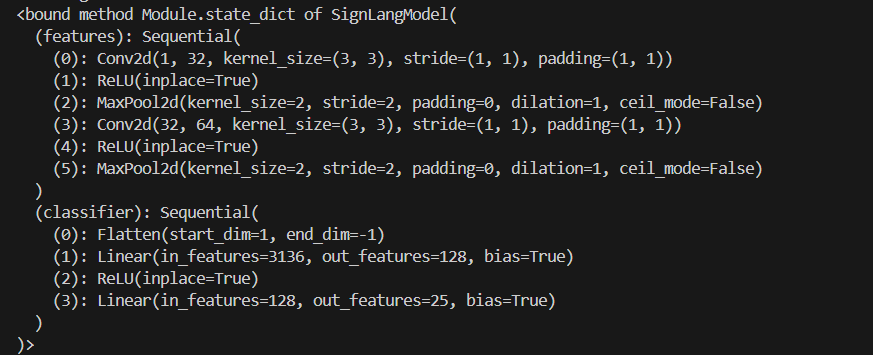 <bound method Module.state_dict of SignLangModel(
  (features): Sequential(
    (0): Conv2d(1, 32, kernel_size=(3, 3), stride=(1, 1), padding=(1, 1))
    (1): ReLU(inplace=True)
    (2): MaxPool2d(kernel_size=2, stride=2, padding=0, dilation=1, ceil_mode=False)
    (3): Conv2d(32, 64, kernel_size=(3, 3), stride=(1, 1), padding=(1, 1))
    (4): ReLU(inplace=True)
    (5): MaxPool2d(kernel_size=2, stride=2, padding=0, dilation=1, ceil_mode=False)
  )
  (classifier): Sequential(
    (0): Flatten(start_dim=1, end_dim=-1)
    (1): Linear(in_features=3136, out_features=128, bias=True)
    (2): ReLU(inplace=True)
    (3): Linear(in_features=128, out_features=25, bias=True)
  )
)>